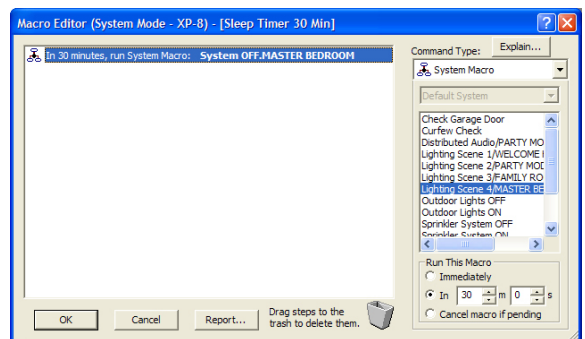 Macro Editor (System Mode - XP-8) - [Sleep Timer 30 Min]
In 30 minutes, run System Macro: System OFF.MASTER BEDROOM
Command Type: Explain...
System Macro
Default System
Check Garage Door
Curfew Check
Distributed Audio/PARTY MO
Lighting Scene 1/WELCOME
Lighting Scene 2/PARTY MOD
Lighting Scene 3/FAMILY RO
Lighting Scene 4/MASTER BE
Outdoor Lights OFF
Outdoor Lights ON
Sprinkler System OFF
Sprinkler System ON
Run This Macro
Immediately
In 30 m 0 s
Cancel macro if pending
OK Cancel Report... Drag steps to the
trash to delete them.